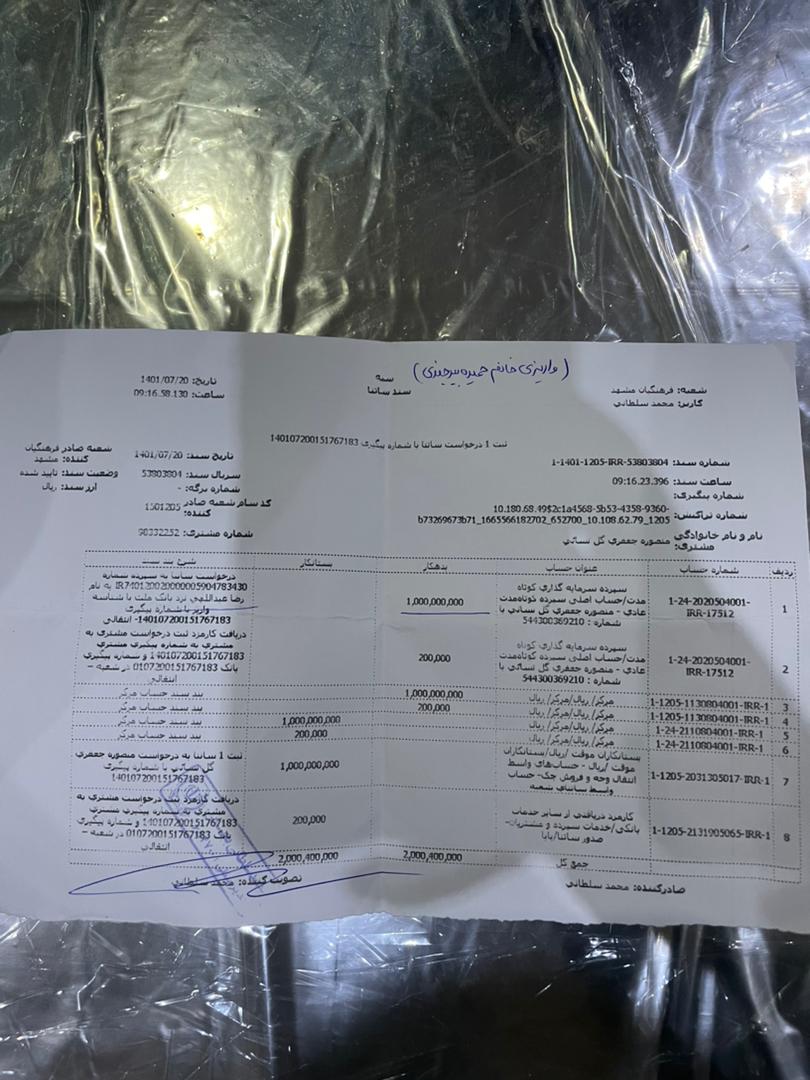 (واریزی خانم حمیده بیرجندی)
شعبه: فرهنگیان مشهد
سبه
تاریخ: 1401/07/20
کاربر: محمد سلطانی
سند ساتنا
ساعت: 09:16:58.130
ثبت 1 درخواست ساتنا با شماره پیگیری 140107200151767183
شماره سند: 1-1401-1205-IRR-53803804
تاریخ سند: 1401/07/20
شعبه صادر کننده: فرهنگیان مشهد
ساعت سند: 09:16:23.396
سریال سند: 53803804
وضعیت سند: تایید شده
شماره پیگیری:
شماره برگه: -
ارز سند: ریال
شماره تراکنش: 10.180.68.49$2c1a4568-5b53-4358-9360-
b73269673b71_1665566182702_652700_10.108.62.79_1205
کد سام شعبه صادر کننده: 1501205
نام و نام خانوادگی مشتری: منصوره جعفری گل نسائی
شماره مشتری:
ردیف شماره حساب عنوان حساب بدهکار بستانکار شرح بند سند
1 1-24-2020504001-IRR-17512 سپرده سرمایه گذاری کوتاه مدت/حساب اصلی سپرده کوتاه‌مدت عادی - منصوره جعفری گل نسائی با شماره : 544300369210 1,000,000,000 درخواست ساتنا به سپرده شماره به نام رضا عبداللهی نزد بانک ملت با شناسه واریز با شماره پیگیری 140107200151767183- انتقالی
2 1-24-2020504001-IRR-17512 سپرده سرمایه گذاری کوتاه مدت/حساب اصلی سپرده کوتاه‌مدت عادی - منصوره جعفری گل نسائی با شماره : 544300369210 200,000 دریافت کارمزد ثبت درخواست مشتری به مشتری به شماره پیگیری مشتری 140107200151767183 و شماره پیگیری بانک 0107200151767183 در شعبه – انتقالی
3 1-1205-1130804001-IRR-1 مرکز/ ریال/مرکز/ ریال 1,000,000,000 بند سند حساب مرکز
4 1-1205-1130804001-IRR-1 مرکز/ ریال/مرکز/ ریال 200,000 بند سند حساب مرکز
5 1-24-2110804001-IRR-1 مرکز/ ریال/مرکز/ ریال 1,000,000,000 بند سند حساب مرکز
6 1-24-2110804001-IRR-1 مرکز/ ریال/مرکز/ ریال 200,000 بند سند حساب مرکز
7 1-1205-2031305017-IRR-1 بستانکاران موقت /ریال/بستانکاران موقت /ریال - حساب‌های واسط انتقال وجه و فروش چک-حساب واسط ساتنای شعبه 1,000,000,000 ثبت 1 ساتنا به درخواست منصوره جعفری گل نسائی با شماره پیگیری 140107200151767183
8 1-1205-2131905065-IRR-1 کارمزد دریافتی از سایر خدمات بانکی/خدمات سپرده و مشتریان- صدور ساتنا/پایا 200,000 دریافت کارمزد ثبت درخواست مشتری به مشتری به شماره پیگیری مشتری 140107200151767183 و شماره پیگیری بانک 0107200151767183 در شعبه – انتقالی
جمع کل 2,000,400,000 2,000,400,000
صادرکننده: محمد سلطانی
تصویب کننده: محمد سلطانی